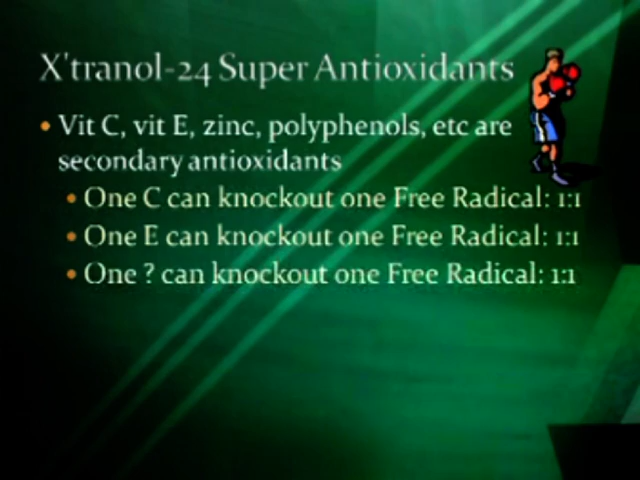 X'tranol-24 Super Antioxidants
• Vit C, vit E, zinc, polyphenols, etc are
secondary antioxidants
• One C can knockout one Free Radical: 1:1
• One E can knockout one Free Radical: 1:1
• One ? can knockout one Free Radical: 1:1